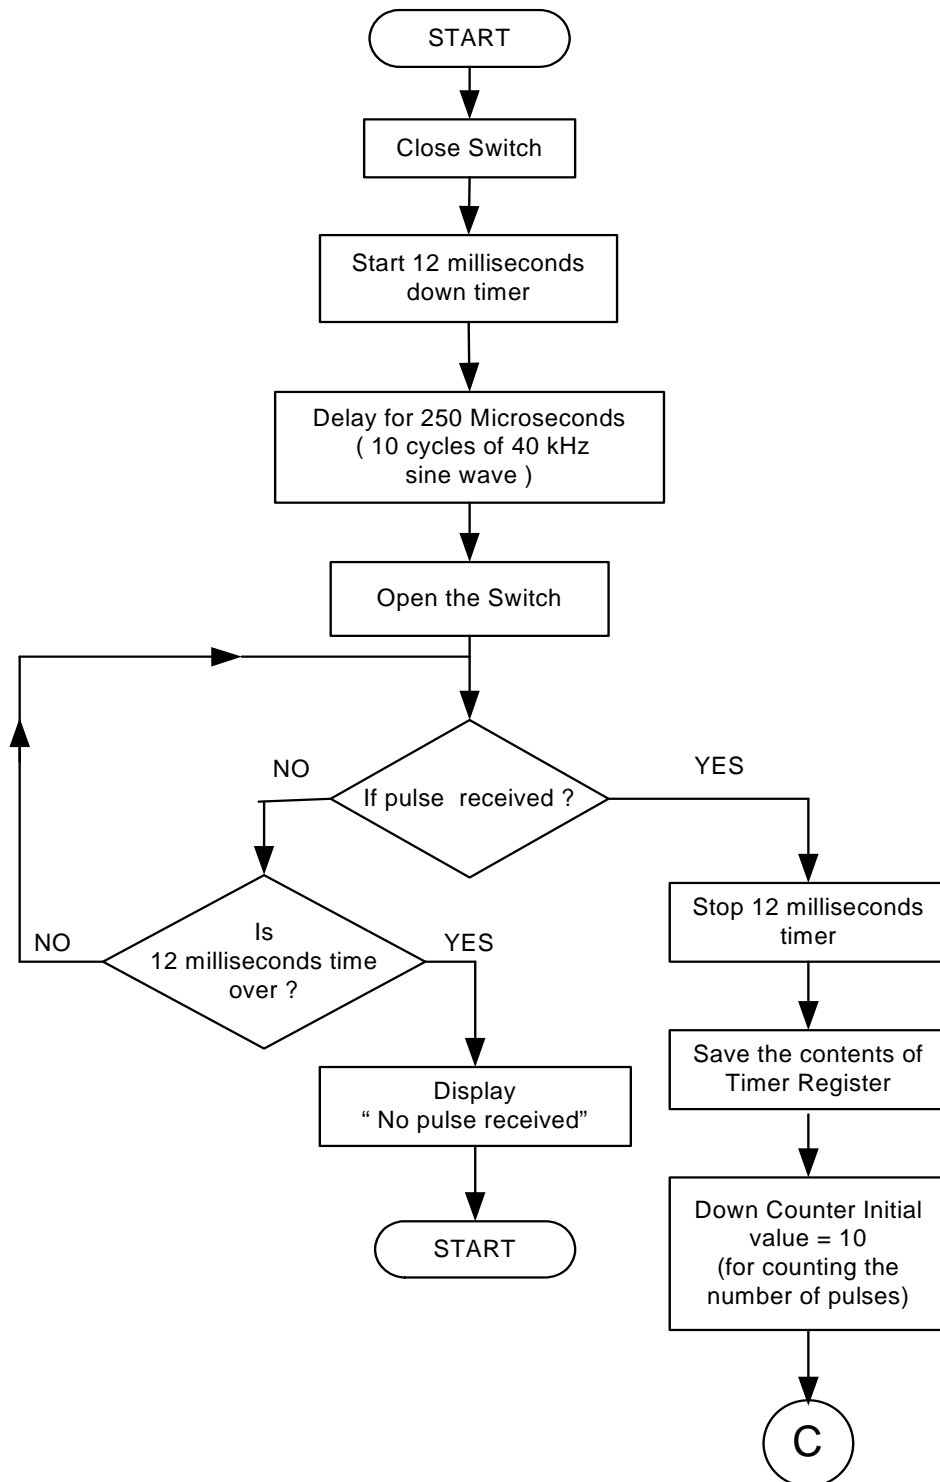 START
Close Switch
Start 12 milliseconds
down timer
Delay for 250 Microseconds
( 10 cycles of 40 kHz
sine wave )
Open the Switch
NO
YES
If pulse  received ?
NO
Is
12 milliseconds time
over ?
YES
Display
“ No pulse received”
START
Stop 12 milliseconds
timer
Save the contents of
Timer Register
Down Counter Initial
value = 10
(for counting the
number of pulses)
C